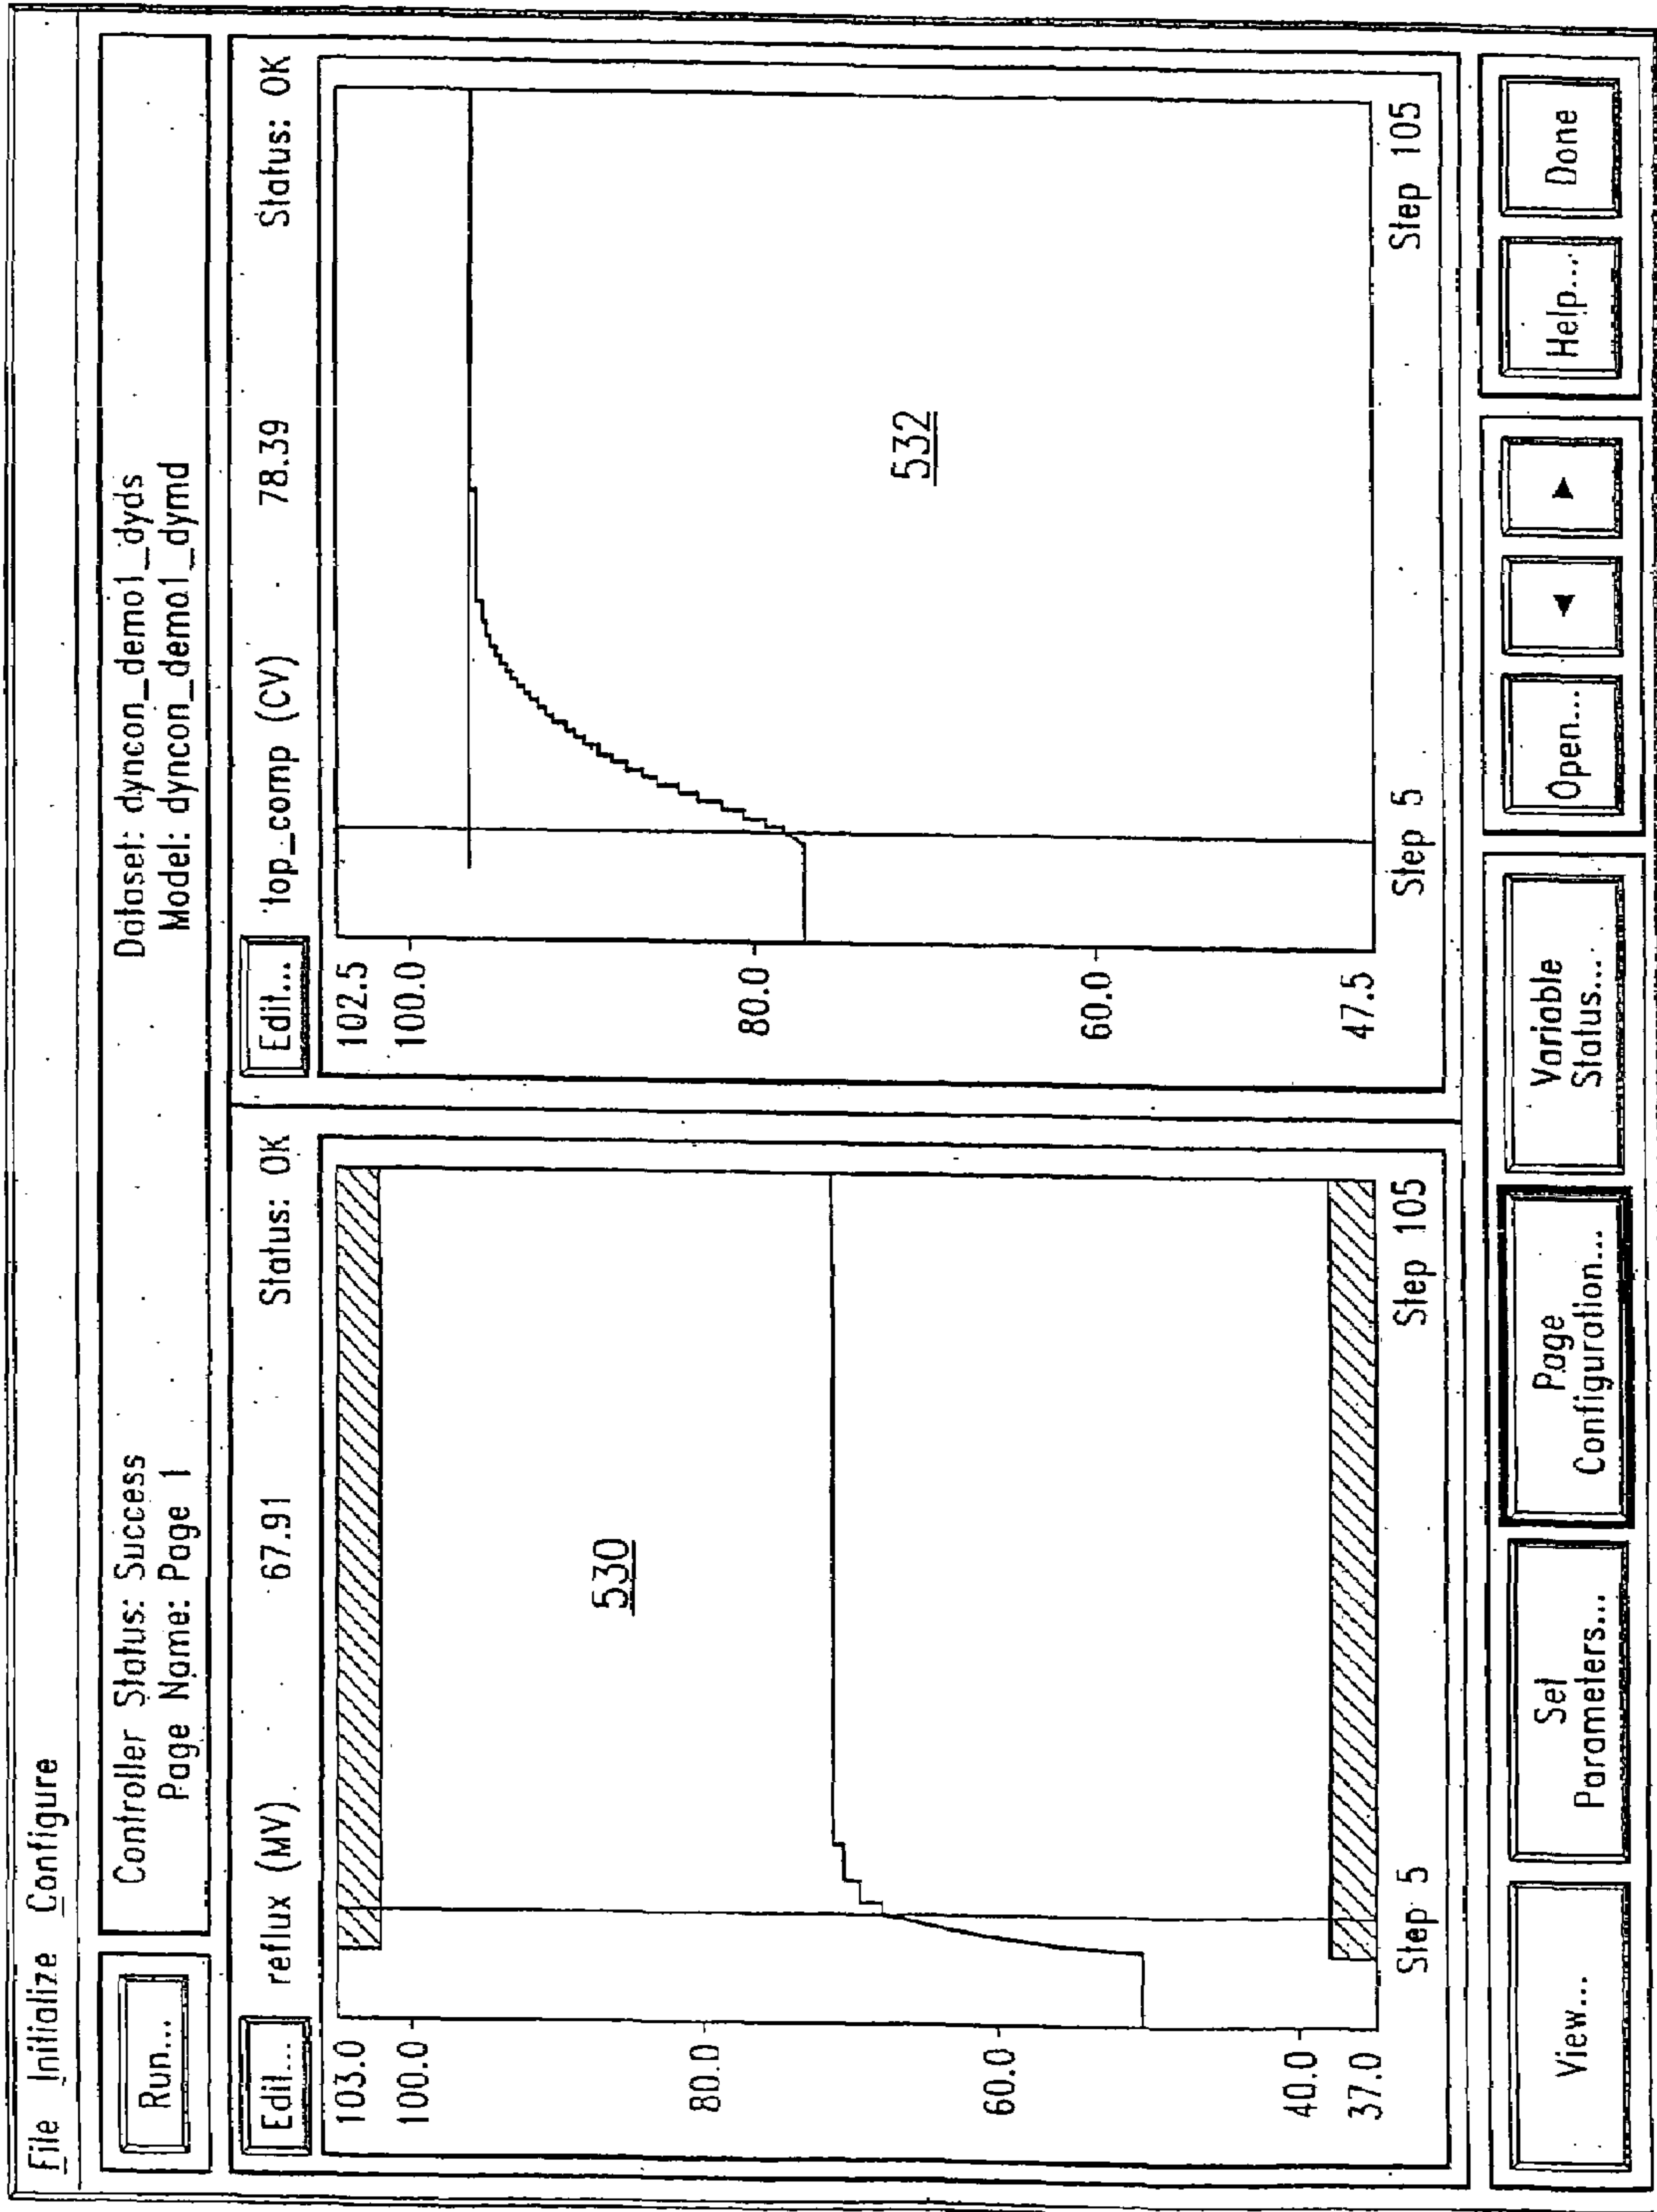 File Initialize Configure
Run...
Controller Status: Success
Page Name: Page 1
Dataset: dyncon_demo1_dyds
Model: dyncon_demo1_dymd
Edit...
reflux (MV)
67.91
Status: OK
103.0
100.0
80.0
60.0
40.0
37.0
530
Step 5
Step 105
Edit...
top_comp (CV)
78.39
Status: OK
102.5
100.0
80.0
60.0
47.5
532
Step 5
Step 105
View...
Set
Parameters...
Page
Configuration...
Variable
Status...
Open...
Help...
Done